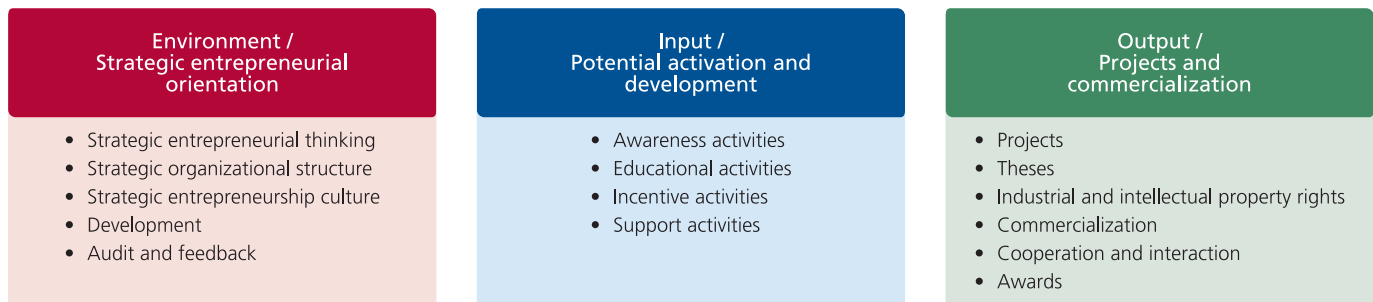 Environment /
Strategic entrepreneurial
orientation
• Strategic entrepreneurial thinking
• Strategic organizational structure
• Strategic entrepreneurship culture
• Development
• Audit and feedback
Input /
Potential activation and
development
• Awareness activities
• Educational activities
• Incentive activities
• Support activities
Output /
Projects and
commercialization
• Projects
• Theses
• Industrial and intellectual property rights
• Commercialization
• Cooperation and interaction
• Awards